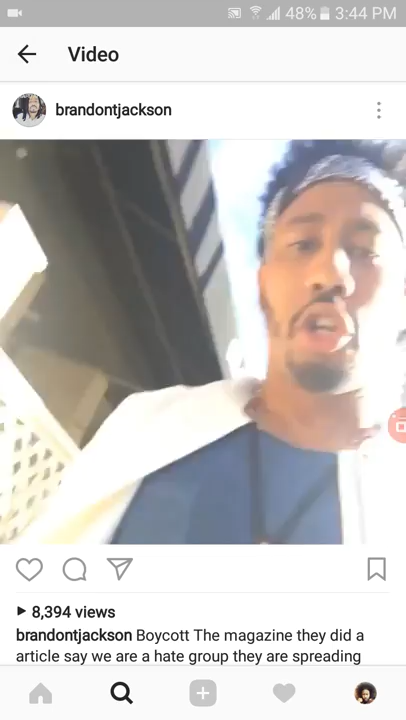 48% 3:44 PM
Video
brandontjackson
8,394 views
brandontjackson Boycott The magazine they did a
article say we are a hate group they are spreading